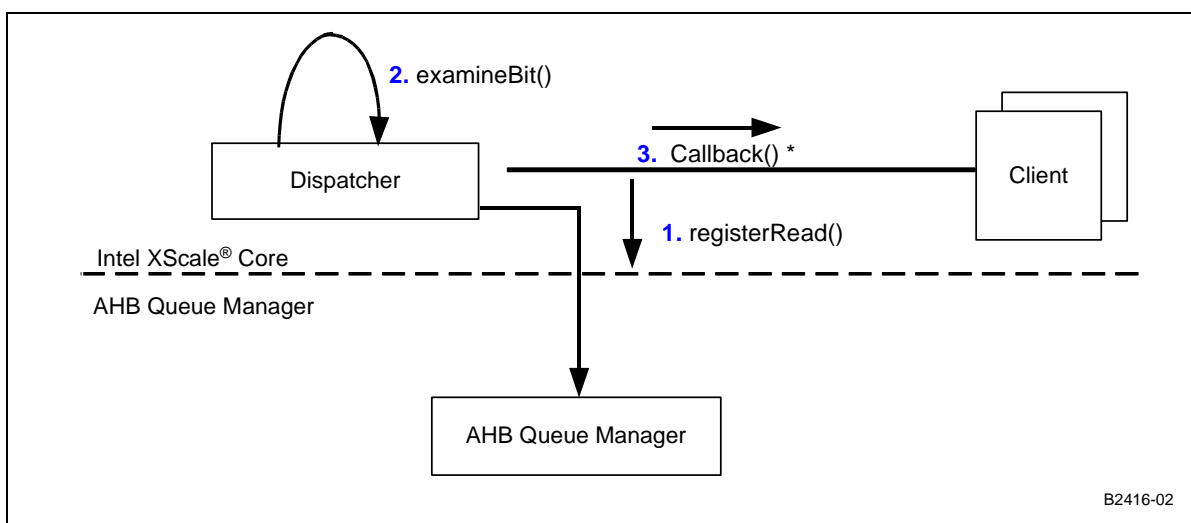 2. examineBit()
3. Callback() *
Dispatcher
Client
1. registerRead()
Intel XScale® Core
AHB Queue Manager
AHB Queue Manager
B2416-02